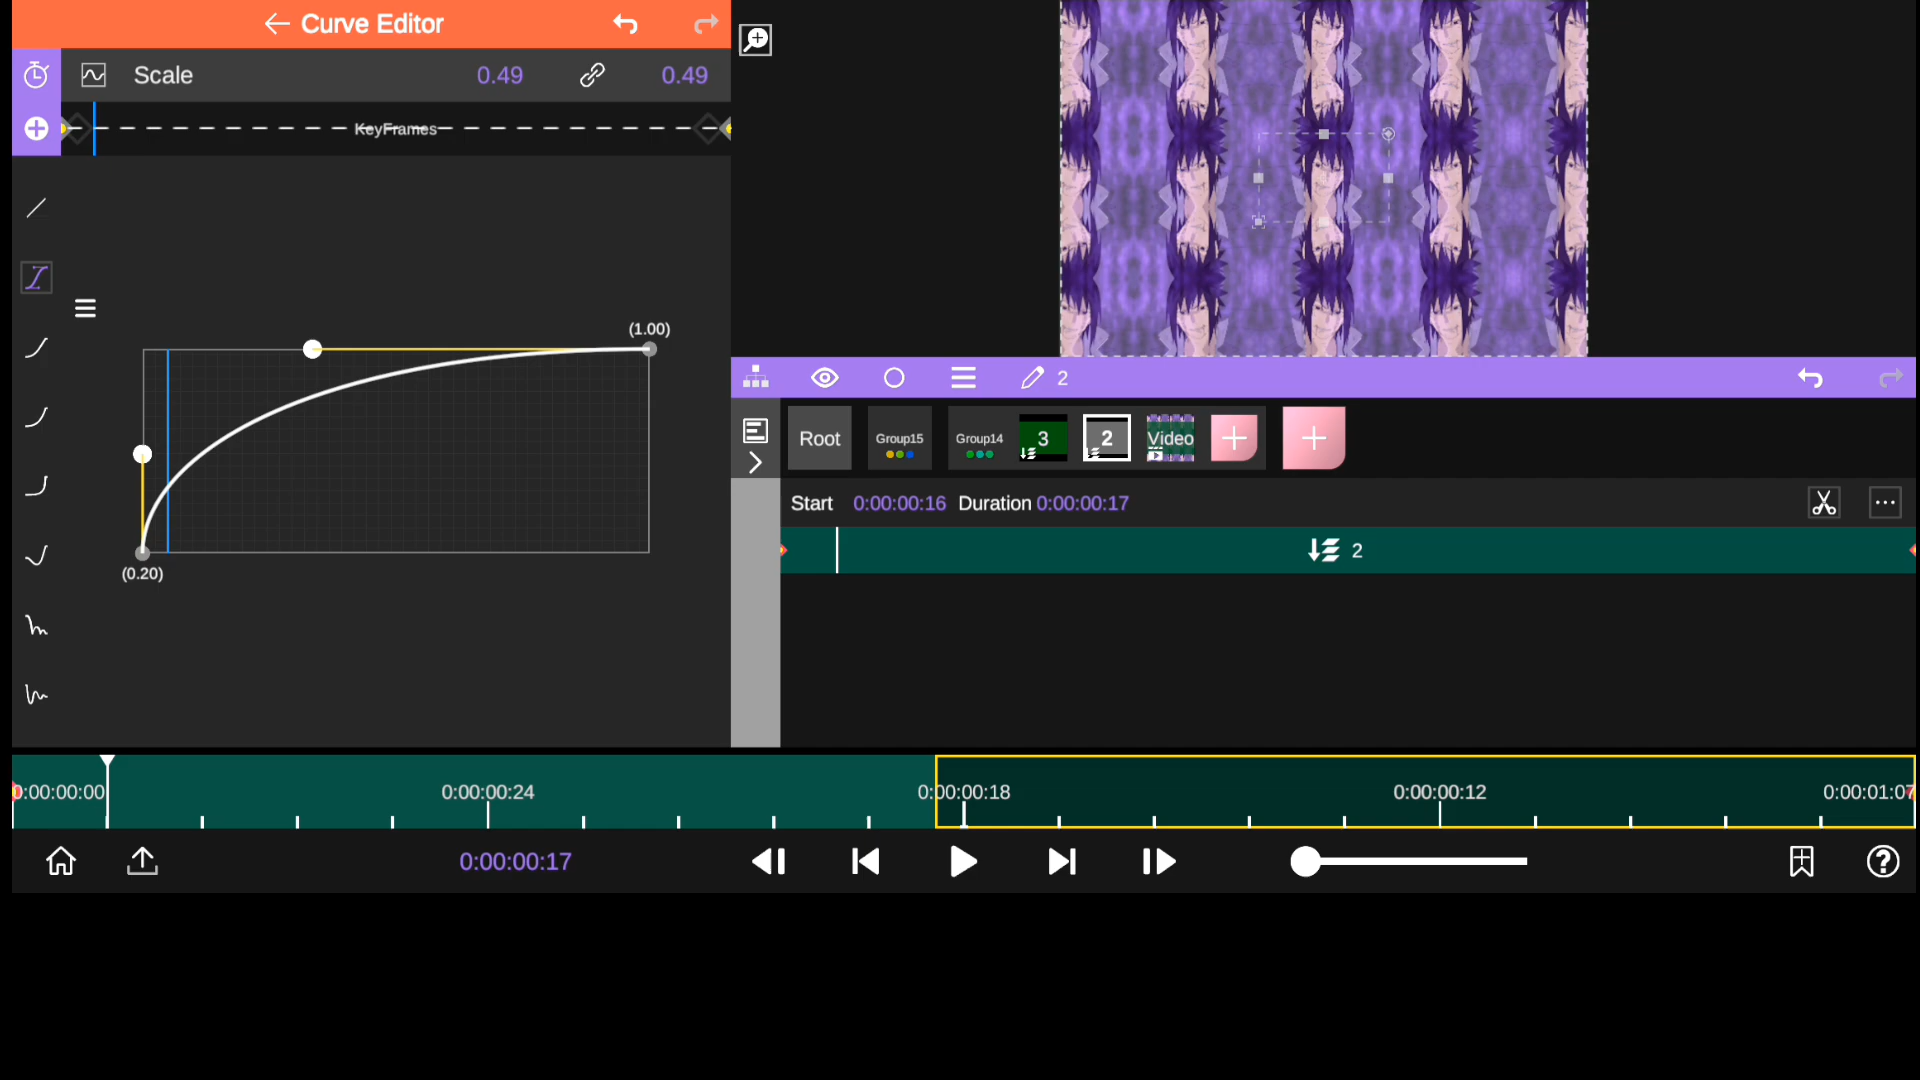 Curve Editor
Scale 0.49 0.49
KeyFrames
(1.00)
(0.20)
2
Root Group15 Group14 3 2 Video
Start 0:00:00:16 Duration 0:00:00:17
2
0:00:00:00 0:00:00:24 0:00:00:18 0:00:00:12 0:00:01:07
0:00:00:17